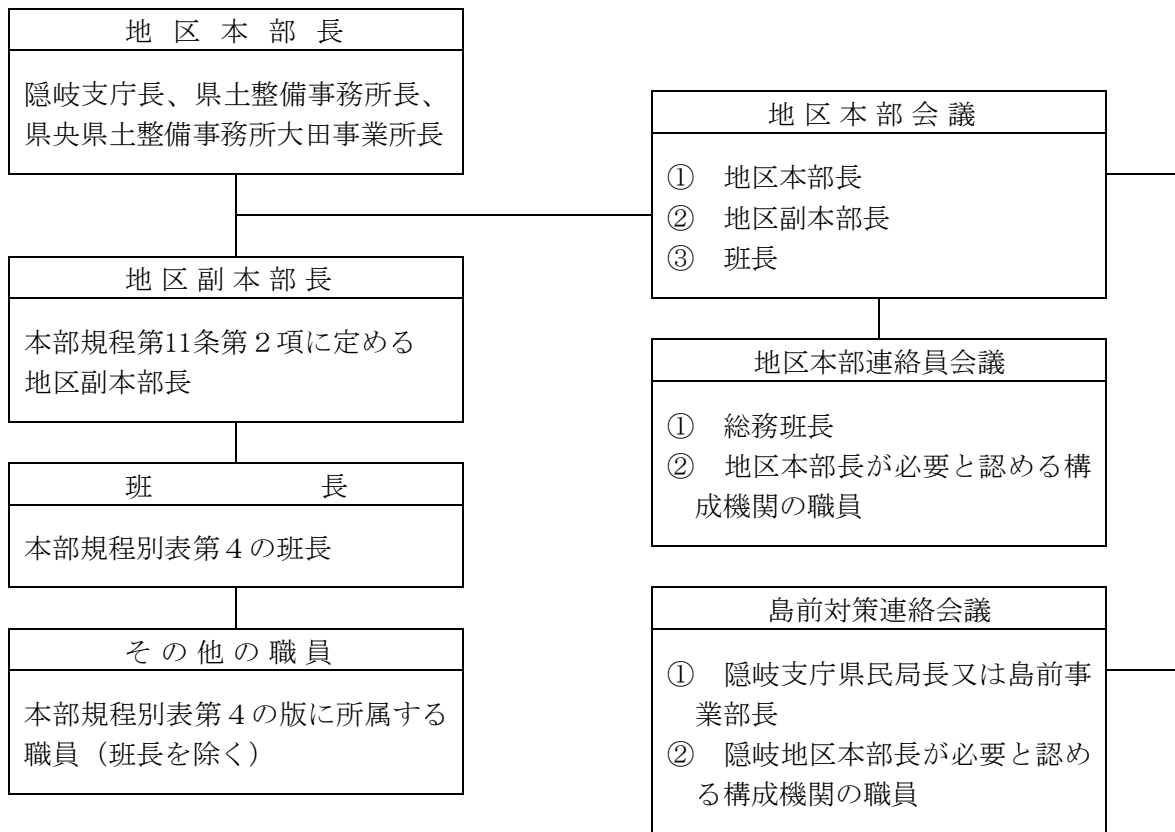 地区本部長
隠岐支庁長、県土整備事務所長、
県央県土整備事務所大田事業所長
地区副本部長
本部規程第11条第２項に定める
地区副本部長
班長
本部規程別表第４の班長
その他の職員
本部規程別表第４の版に所属する
職員（班長を除く）
地区本部会議
①　地区本部長
②　地区副本部長
③　班長
地区本部連絡員会議
①　総務班長
②　地区本部長が必要と認める構
成機関の職員
島前対策連絡会議
①　隠岐支庁県民局長又は島前事
業部長
②　隠岐地区本部長が必要と認め
る構成機関の職員